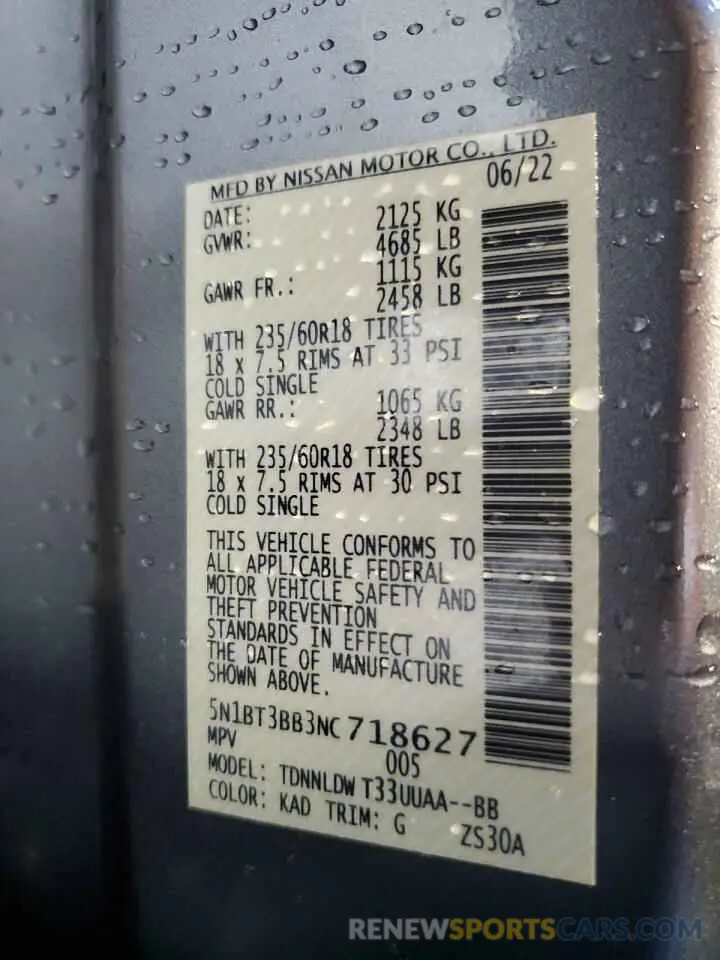 MFD BY NISSAN MOTOR CO., LTD.
DATE: 06/22
GVWR: 2125 KG
4685 LB
GAWR FR.: 1115 KG
2458 LB
WITH 235/60R18 TIRES
18 x 7.5 RIMS AT 33 PSI
COLD SINGLE
GAWR RR.: 1065 KG
2348 LB
WITH 235/60R18 TIRES
18 x 7.5 RIMS AT 30 PSI
COLD SINGLE
THIS VEHICLE CONFORMS TO
ALL APPLICABLE FEDERAL
MOTOR VEHICLE SAFETY AND
THEFT PREVENTION
STANDARDS IN EFFECT ON
THE DATE OF MANUFACTURE
SHOWN ABOVE.
5N1BT3BB3NC718627
MPV 005
MODEL: TDNNLDW T33UUAA--BB
COLOR: KAD TRIM: G ZS30A
RENEWSPORTSCARS.COM